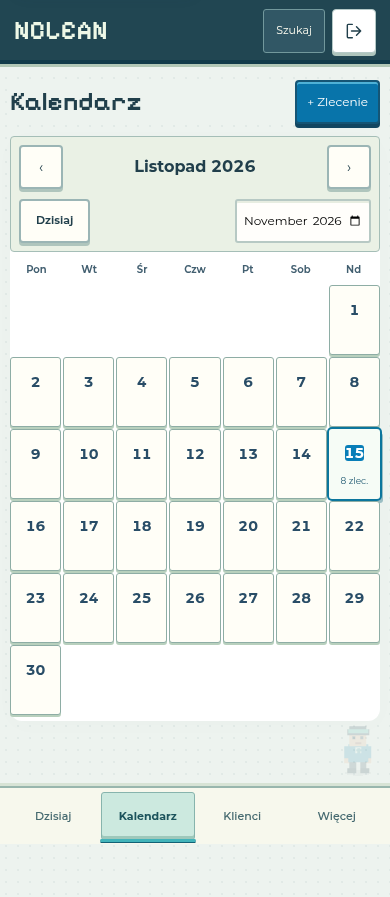 NOLEAN
Szukaj
Kalendarz
+ Zlecenie
‹ Listopad 2026 ›
Dzisiaj
November 2026
Pon Wt Śr Czw Pt Sob Nd
1
2 3 4 5 6 7 8
9 10 11 12 13 14 15
8 zlec.
16 17 18 19 20 21 22
23 24 25 26 27 28 29
30
Dzisiaj Kalendarz Klienci Więcej